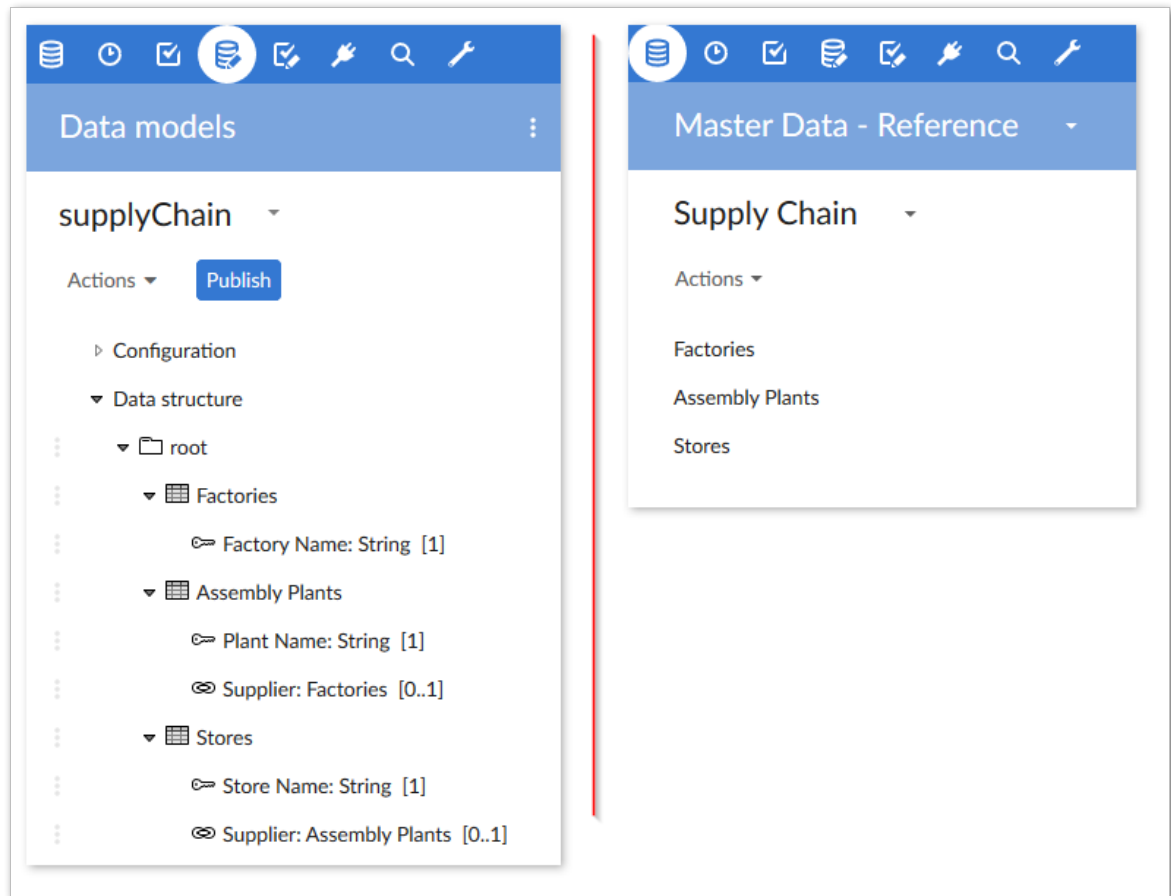 Data models
supplyChain
Actions
Publish
Configuration
Data structure
root
Factories
Factory Name: String [1]
Assembly Plants
Plant Name: String [1]
Supplier: Factories [0..1]
Stores
Store Name: String [1]
Supplier: Assembly Plants [0..1]
Master Data - Reference
Supply Chain
Actions
Factories
Assembly Plants
Stores